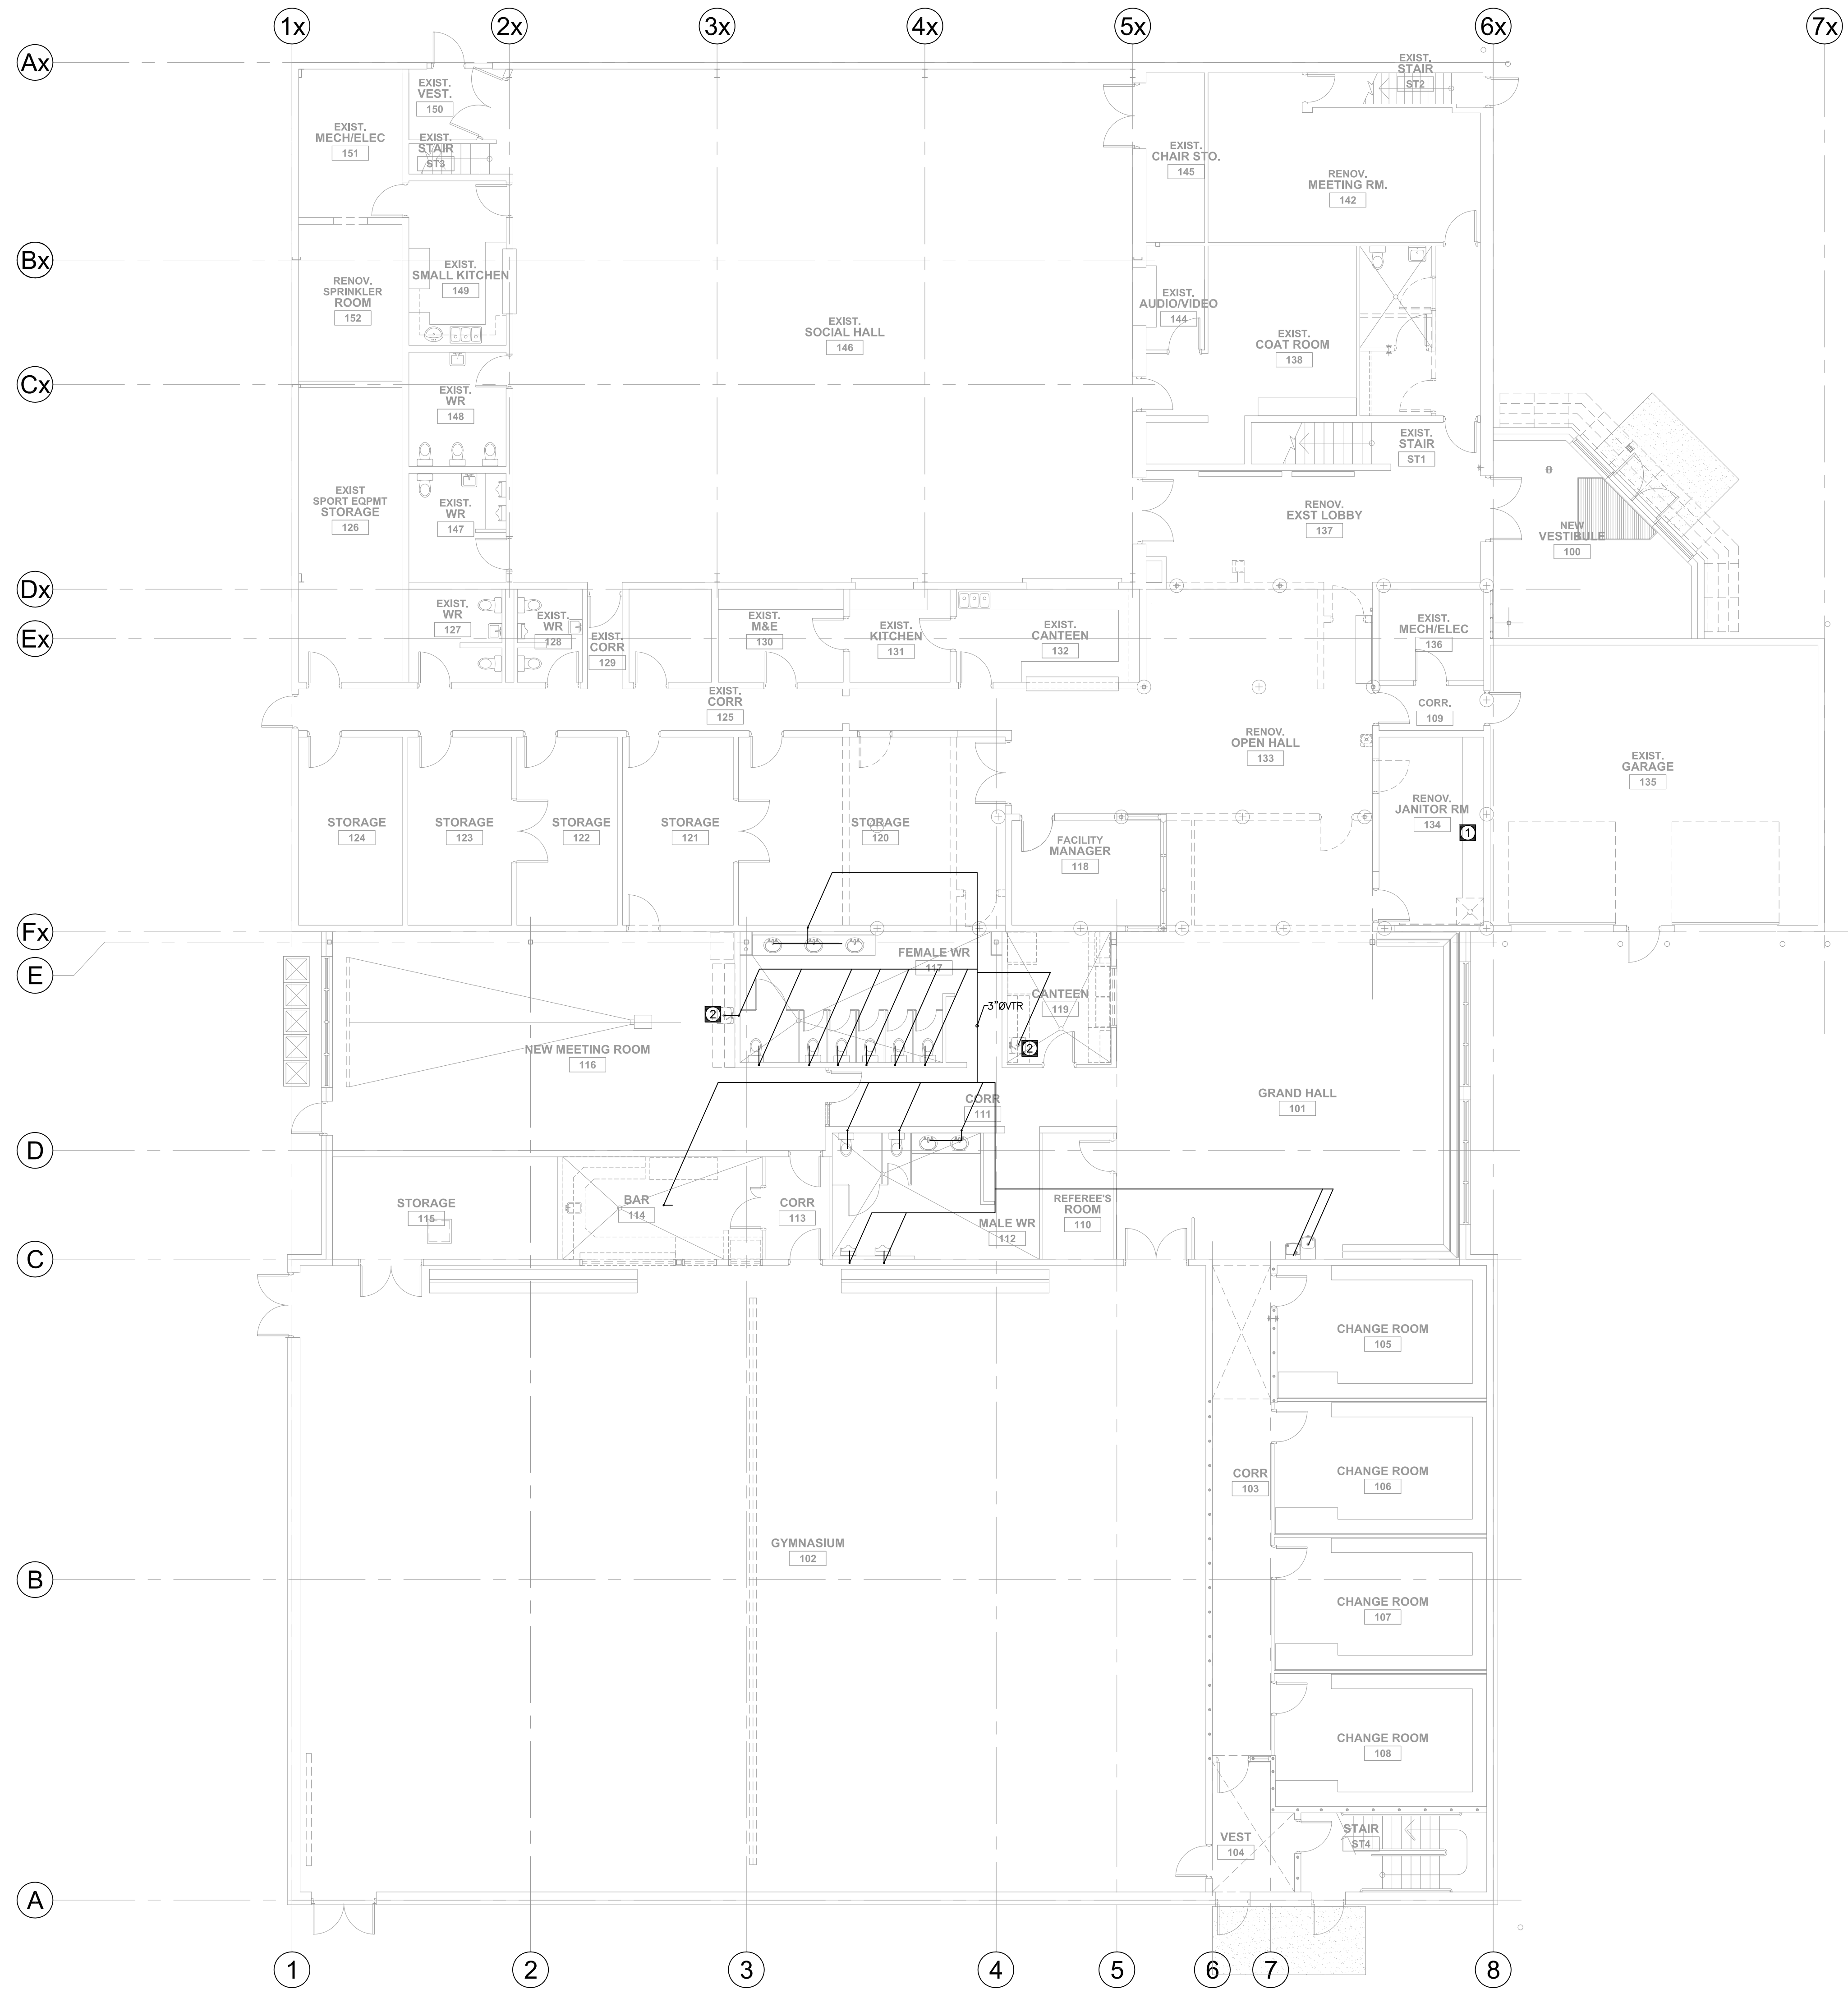 1x
2x
3x
4x
5x
6x
7x
Ax
EXIST.
STAIR
ST2
EXIST.
VEST.
150
EXIST.
MECH/ELEC
151
EXIST.
STAIR
ST3
EXIST.
CHAIR STO.
145
RENOV.
MEETING RM.
142
Bx
EXIST.
SMALL KITCHEN
149
RENOV.
SPRINKLER
ROOM
152
EXIST.
SOCIAL HALL
146
EXIST.
AUDIO/VIDEO
144
EXIST.
COAT ROOM
138
Cx
EXIST.
WR
148
EXIST.
STAIR
ST1
EXIST
SPORT EQPMT
STORAGE
126
EXIST.
WR
147
RENOV.
EXST LOBBY
137
NEW
VESTIBULE
100
Dx
EXIST.
WR
127
EXIST.
WR
128
EXIST.
CORR
129
EXIST.
M&E
130
EXIST.
KITCHEN
131
EXIST.
CANTEEN
132
EXIST.
MECH/ELEC
136
Ex
EXIST.
CORR
125
CORR.
109
RENOV.
OPEN HALL
133
EXIST.
GARAGE
135
RENOV.
JANITOR RM
134
1
STORAGE
124
STORAGE
123
STORAGE
122
STORAGE
121
STORAGE
120
FACILITY
MANAGER
118
Fx
E
FEMALE WR
117
CANTEEN
119
3"ØVTR
2
2
NEW MEETING ROOM
116
GRAND HALL
101
CORR
111
D
STORAGE
115
BAR
114
CORR
113
MALE WR
112
REFEREE'S
ROOM
110
C
CHANGE ROOM
105
CHANGE ROOM
106
CORR
103
GYMNASIUM
102
B
CHANGE ROOM
107
CHANGE ROOM
108
VEST
104
STAIR
ST4
A
1
2
3
4
5
6
7
8